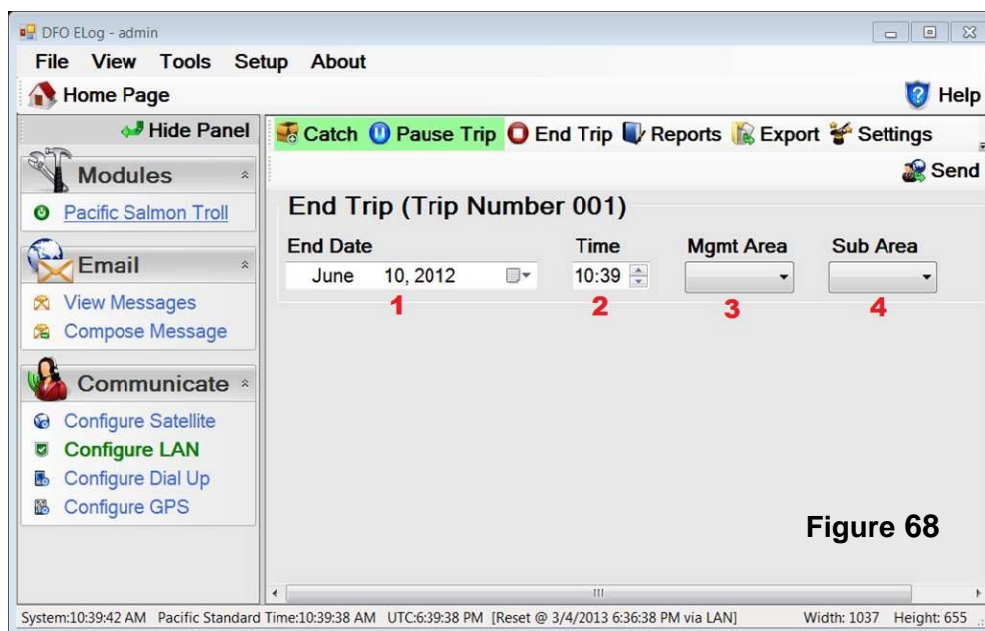 DFO ELog - admin
File View Tools Setup About
Home Page Help
Hide Panel
Catch Pause Trip End Trip Reports Export Settings
Send
Modules
Pacific Salmon Troll
Email
View Messages
Compose Message
Communicate
Configure Satellite
Configure LAN
Configure Dial Up
Configure GPS
End Trip (Trip Number 001)
End Date Time Mgmt Area Sub Area
June 10, 2012 10:39
1 2 3 4
Figure 68
System:10:39:42 AM Pacific Standard Time:10:39:38 AM UTC:6:39:38 PM [Reset @ 3/4/2013 6:36:38 PM via LAN] Width: 1037 Height: 655